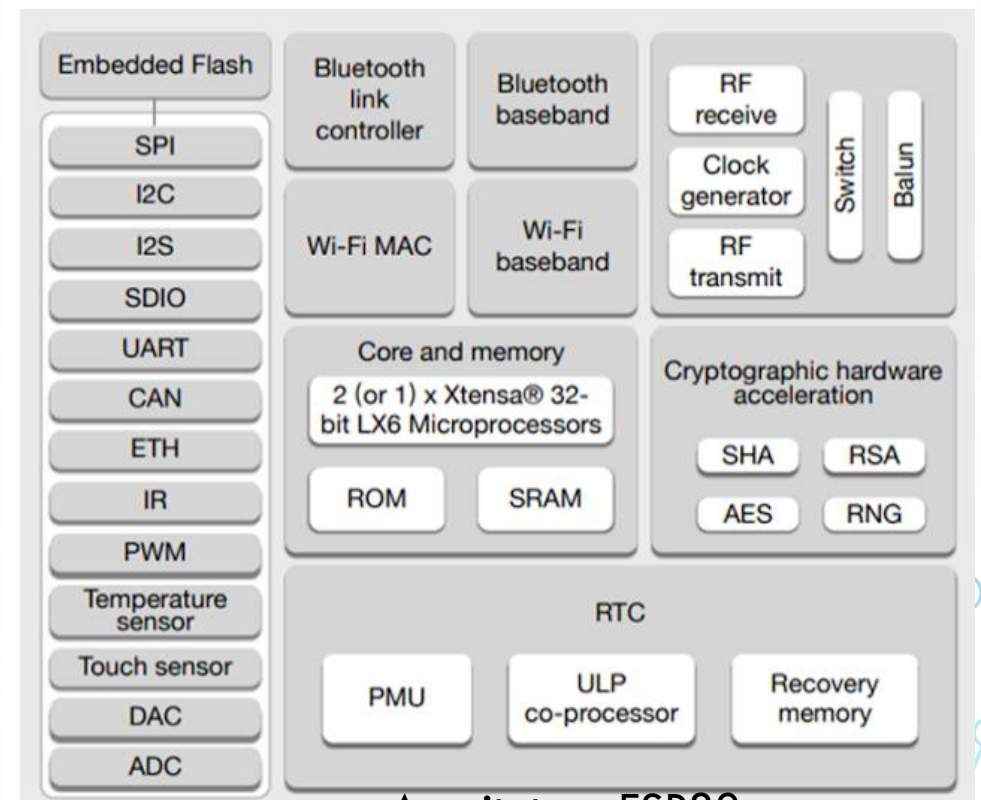 Embedded Flash
SPI
I2C
I2S
SDIO
UART
CAN
ETH
IR
PWM
Temperature
sensor
Touch sensor
DAC
ADC
Bluetooth
link
controller
Bluetooth
baseband
Wi-Fi MAC
Wi-Fi
baseband
RF
receive
Clock
generator
RF
transmit
Switch
Balun
Core and memory
2 (or 1) x Xtensa® 32-
bit LX6 Microprocessors
ROM
SRAM
Cryptographic hardware
acceleration
SHA
RSA
AES
RNG
RTC
PMU
ULP
co-processor
Recovery
memory